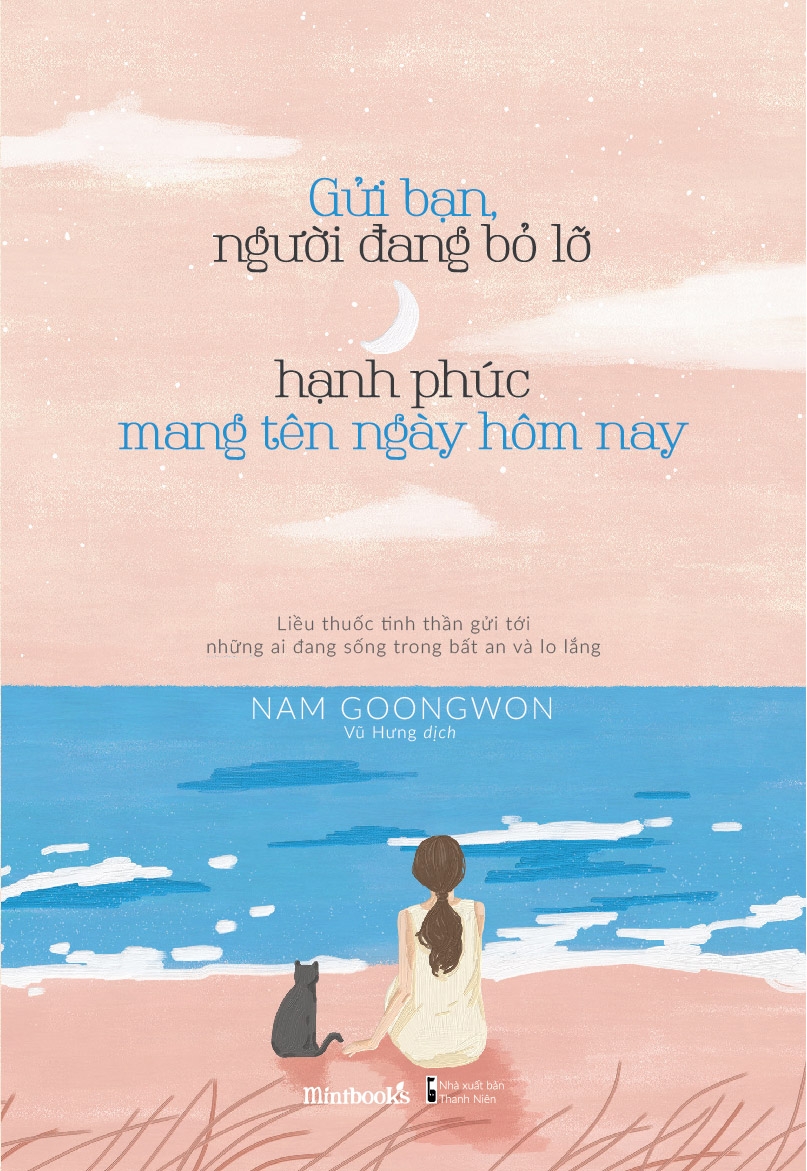 Gửi bạn,
người đang bỏ lỡ
hạnh phúc
mang tên ngày hôm nay
Liều thuốc tinh thần gửi tới
những ai đang sống trong bất an và lo lắng
NAM GOONGWON
Vũ Hưng dịch
mintbooks
Nhà xuất bản
Thanh Niên